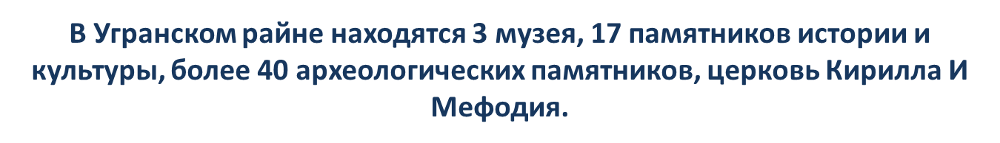 В Угранском райне находятся 3 музея, 17 памятников истории и
культуры, более 40 археологических памятников, церковь Кирилла И
Мефодия.